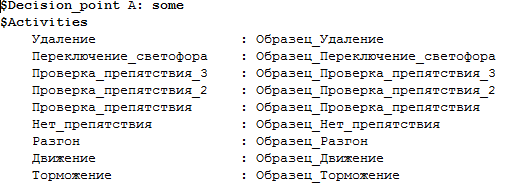 $Decision_point A: some
$Activities
Удаление : Образец_Удаление
Переключение_светофора : Образец_Переключение_светофора
Проверка_препятствия_3 : Образец_Проверка_препятствия_3
Проверка_препятствия_2 : Образец_Проверка_препятствия_2
Проверка_препятствия : Образец_Проверка_препятствия
Нет_препятствия : Образец_Нет_препятствия
Разгон : Образец_Разгон
Движение : Образец_Движение
Торможение : Образец_Торможение